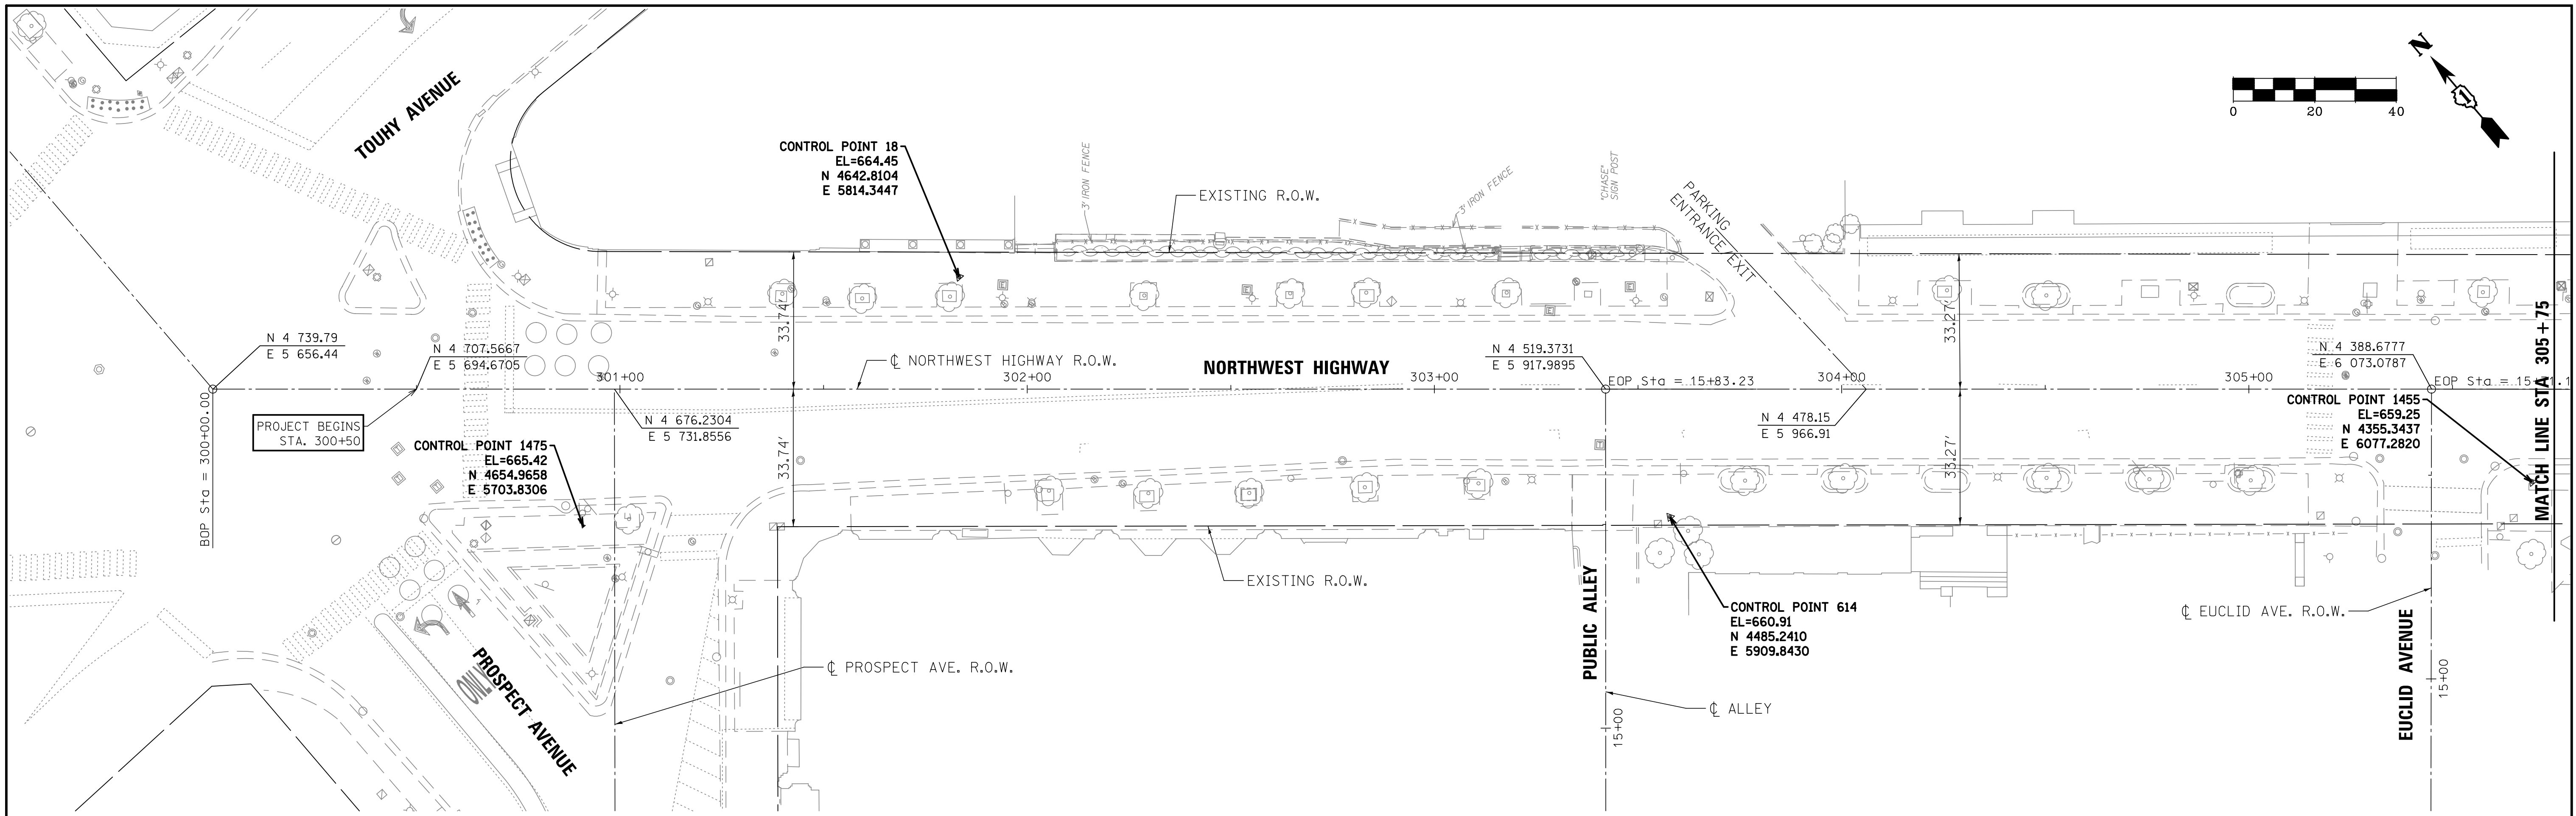 TOUHY AVENUE
N
0 20 40
CONTROL POINT 18
EL=664.45
N 4642.8104
E 5814.3447
3' IRON FENCE
EXISTING R.O.W.
3' IRON FENCE
"CHASE"
SIGN POST
PARKING
ENTRANCE/EXIT
33.74'
33.27'
N 4 739.79
E 5 656.44
N 4 707.5667
E 5 694.6705
℄ NORTHWEST HIGHWAY R.O.W.
NORTHWEST HIGHWAY
N 4 519.3731
E 5 917.9895
N 4 388.6777
E 6 073.0787
301+00
302+00
303+00
EOP Sta = 15+83.23
304+00
305+00
BOP Sta = 300+00.00
PROJECT BEGINS
STA. 300+50
N 4 676.2304
E 5 731.8556
N 4 478.15
E 5 966.91
CONTROL POINT 1455
EL=659.25
N 4355.3437
E 6077.2820
MATCH LINE STA 305+75
CONTROL POINT 1475
EL=665.42
N 4654.9658
E 5703.8306
33.74'
33.27'
EXISTING R.O.W.
PUBLIC ALLEY
CONTROL POINT 614
EL=660.91
N 4485.2410
E 5909.8430
℄ EUCLID AVE. R.O.W.
EUCLID AVENUE
15+00
PROSPECT AVENUE
℄ PROSPECT AVE. R.O.W.
℄ ALLEY
15+00